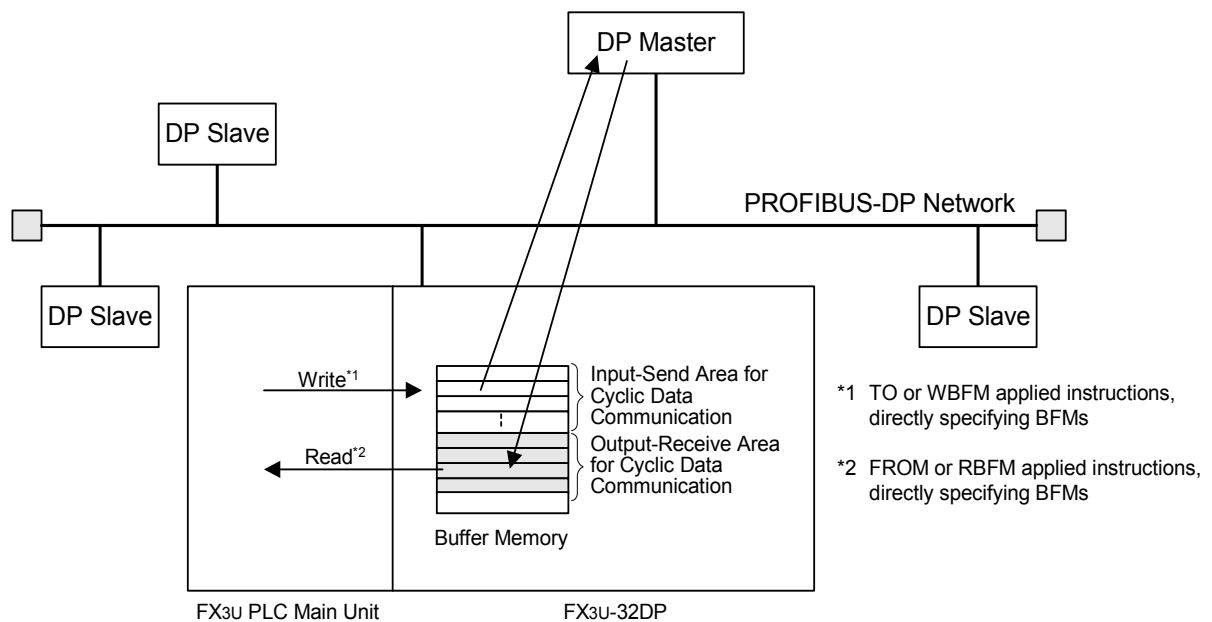 DP Master
DP Slave
PROFIBUS-DP Network
DP Slave
DP Slave
Write*1
Input-Send Area for
Cyclic Data
Communication
Read*2
Output-Receive Area
for Cyclic Data
Communication
Buffer Memory
*1 TO or WBFM applied instructions,
directly specifying BFMs
*2 FROM or RBFM applied instructions,
directly specifying BFMs
FX3U PLC Main Unit
FX3U-32DP